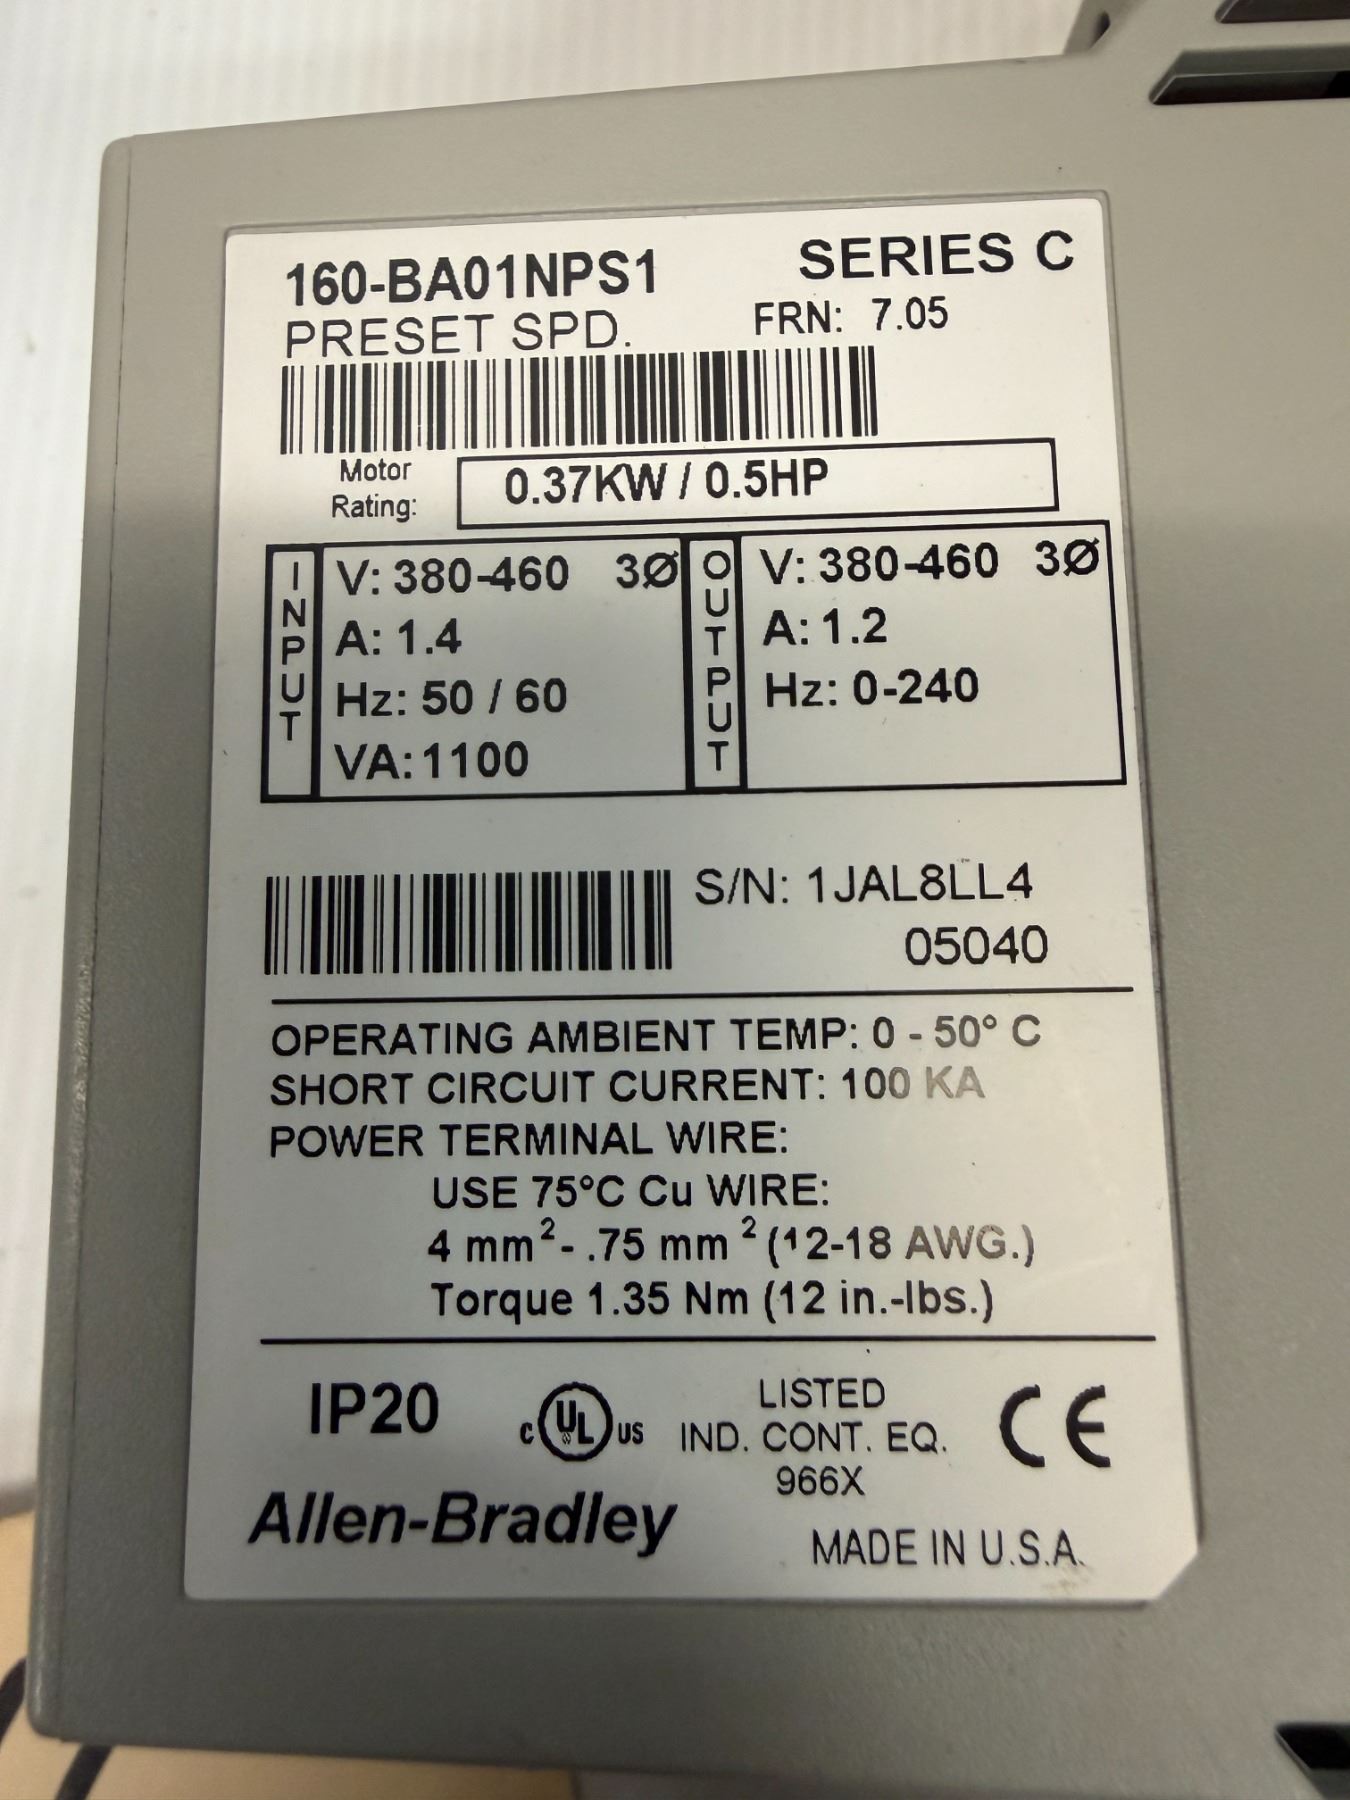 160-BA01NPS1 SERIES C
PRESET SPD. FRN: 7.05
Motor Rating: 0.37KW / 0.5HP
INPUT
V: 380-460 3Ø
A: 1.4
Hz: 50 / 60
VA: 1100
OUTPUT
V: 380-460 3Ø
A: 1.2
Hz: 0-240
S/N: 1JAL8LL4
05040
OPERATING AMBIENT TEMP: 0 - 50° C
SHORT CIRCUIT CURRENT: 100 KA
POWER TERMINAL WIRE:
USE 75°C Cu WIRE:
4 mm²- .75 mm² (12-18 AWG.)
Torque 1.35 Nm (12 in.-lbs.)
IP20
C UL US
LISTED
IND. CONT. EQ.
966X
CE
Allen-Bradley
MADE IN U.S.A.